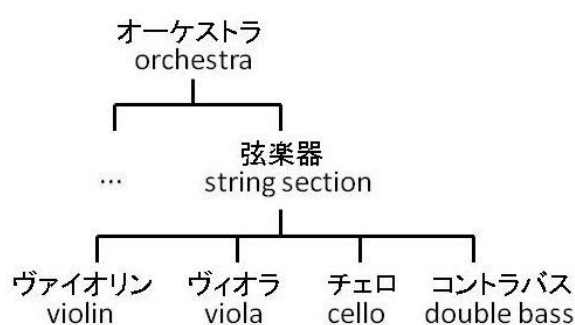 オーケストラ
orchestra
弦楽器
… string section
ヴァイオリン ヴィオラ チェロ コントラバス
violin viola cello double bass